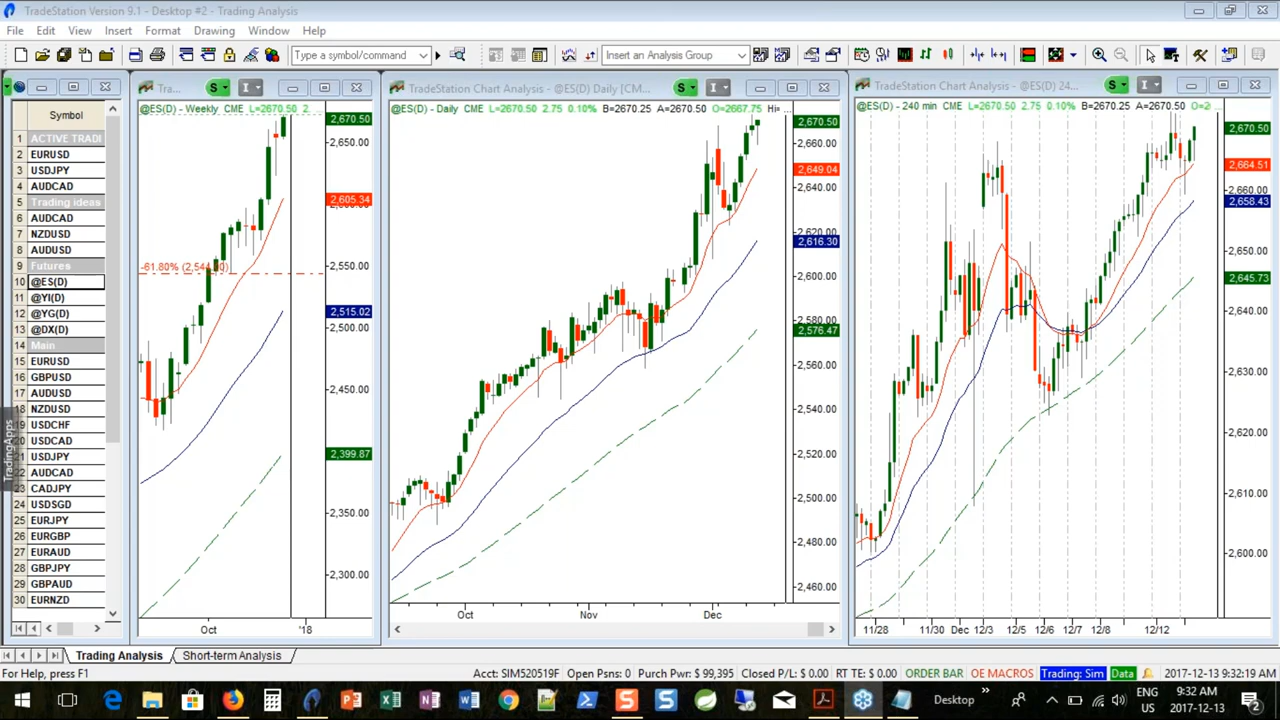 TradeStation Version 9.1 - Desktop #2 - Trading Analysis
File Edit View Insert Format Drawing Window Help
Type a symbol/command
Insert an Analysis Group
Tra...
S
I
TradeStation Chart Analysis - @ES(D) Daily [CM...
S
I
TradeStation Chart Analysis - @ES(D) 24...
S
I
Symbol
1 ACTIVE TRADI
2 EURUSD
3 USDJPY
4 AUDCAD
5 Trading ideas
6 AUDCAD
7 NZDUSD
8 AUDUSD
9 Futures
10 @ES(D)
11 @YI(D)
12 @YG(D)
13 @DX(D)
14 Main
15 EURUSD
16 GBPUSD
17 AUDUSD
18 NZDUSD
19 USDCHF
20 USDCAD
21 USDJPY
22 AUDCAD
23 CADJPY
24 USDSGD
25 EURJPY
26 EURGBP
27 EURAUD
28 GBPJPY
29 GBPAUD
30 EURNZD
TradingApps
@ES(D) - Weekly CME L=2670.50 2.
2,670.50
2,650.00
2,605.34
-61.80% (2,544.00)
2,550.00
2,515.02
2,500.00
2,450.00
2,399.87
2,350.00
2,300.00
Oct '18
@ES(D) - Daily CME L=2670.50 2.75 0.10% B=2670.25 A=2670.50 O=2667.75 Hi=
2,670.50
2,660.00
2,649.04
2,640.00
2,620.00
2,616.30
2,600.00
2,580.00
2,576.47
2,560.00
2,540.00
2,520.00
2,500.00
2,480.00
2,460.00
Oct Nov Dec
@ES(D) - 240 min CME L=2670.50 2.75 0.10% B=2670.25 A=2670.50 O=2
2,670.50
2,664.51
2,660.00
2,658.43
2,650.00
2,645.73
2,640.00
2,630.00
2,620.00
2,610.00
2,600.00
11/28 11/30 Dec 12/3 12/5 12/6 12/7 12/8 12/12
Trading Analysis Short-term Analysis
For Help, press F1
Acct: SIM520519F Open Psns: 0 Purch Pwr: $ 99,395 Closed P/L: $ 0.00 RT TE: $ 0.00 ORDER BAR OE MACROS Trading: Sim Data 2017-12-13 9:32:19 AM
Desktop
ENG
US
9:32 AM
2017-12-13
2